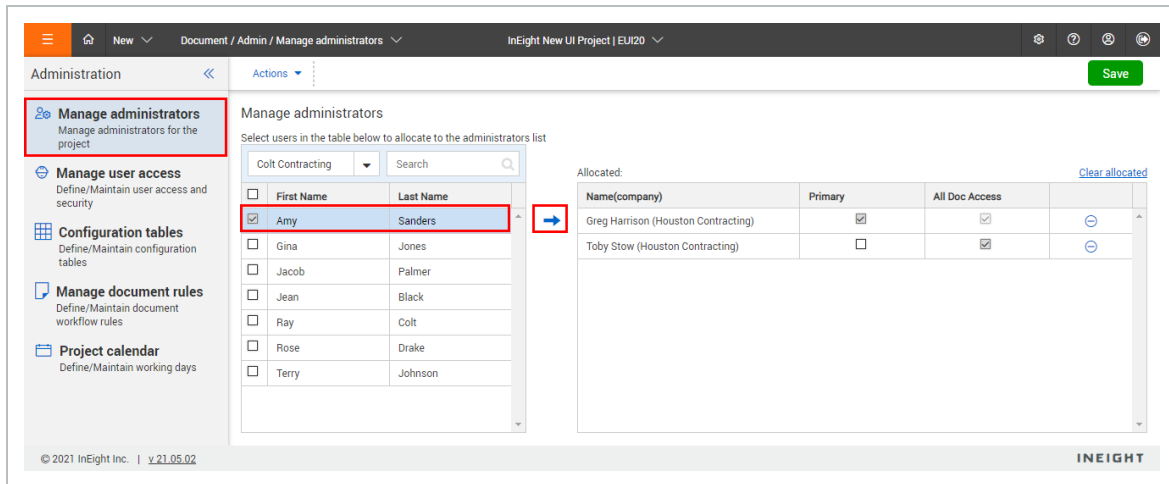 New
Document / Admin / Manage administrators
InEight New UI Project | EUI20
Administration
Actions
Save
Manage administrators
Manage administrators for the
project
Manage user access
Define/Maintain user access and
security
Configuration tables
Define/Maintain configuration
tables
Manage document rules
Define/Maintain document
workflow rules
Project calendar
Define/Maintain working days
Manage administrators
Select users in the table below to allocate to the administrators list
Colt Contracting
Search
First Name Last Name
Amy Sanders
Gina Jones
Jacob Palmer
Jean Black
Ray Colt
Rose Drake
Terry Johnson
Allocated:
Clear allocated
Name(company) Primary All Doc Access
Greg Harrison (Houston Contracting)
Toby Stow (Houston Contracting)
© 2021 InEight Inc. | v 21.05.02
INEIGHT